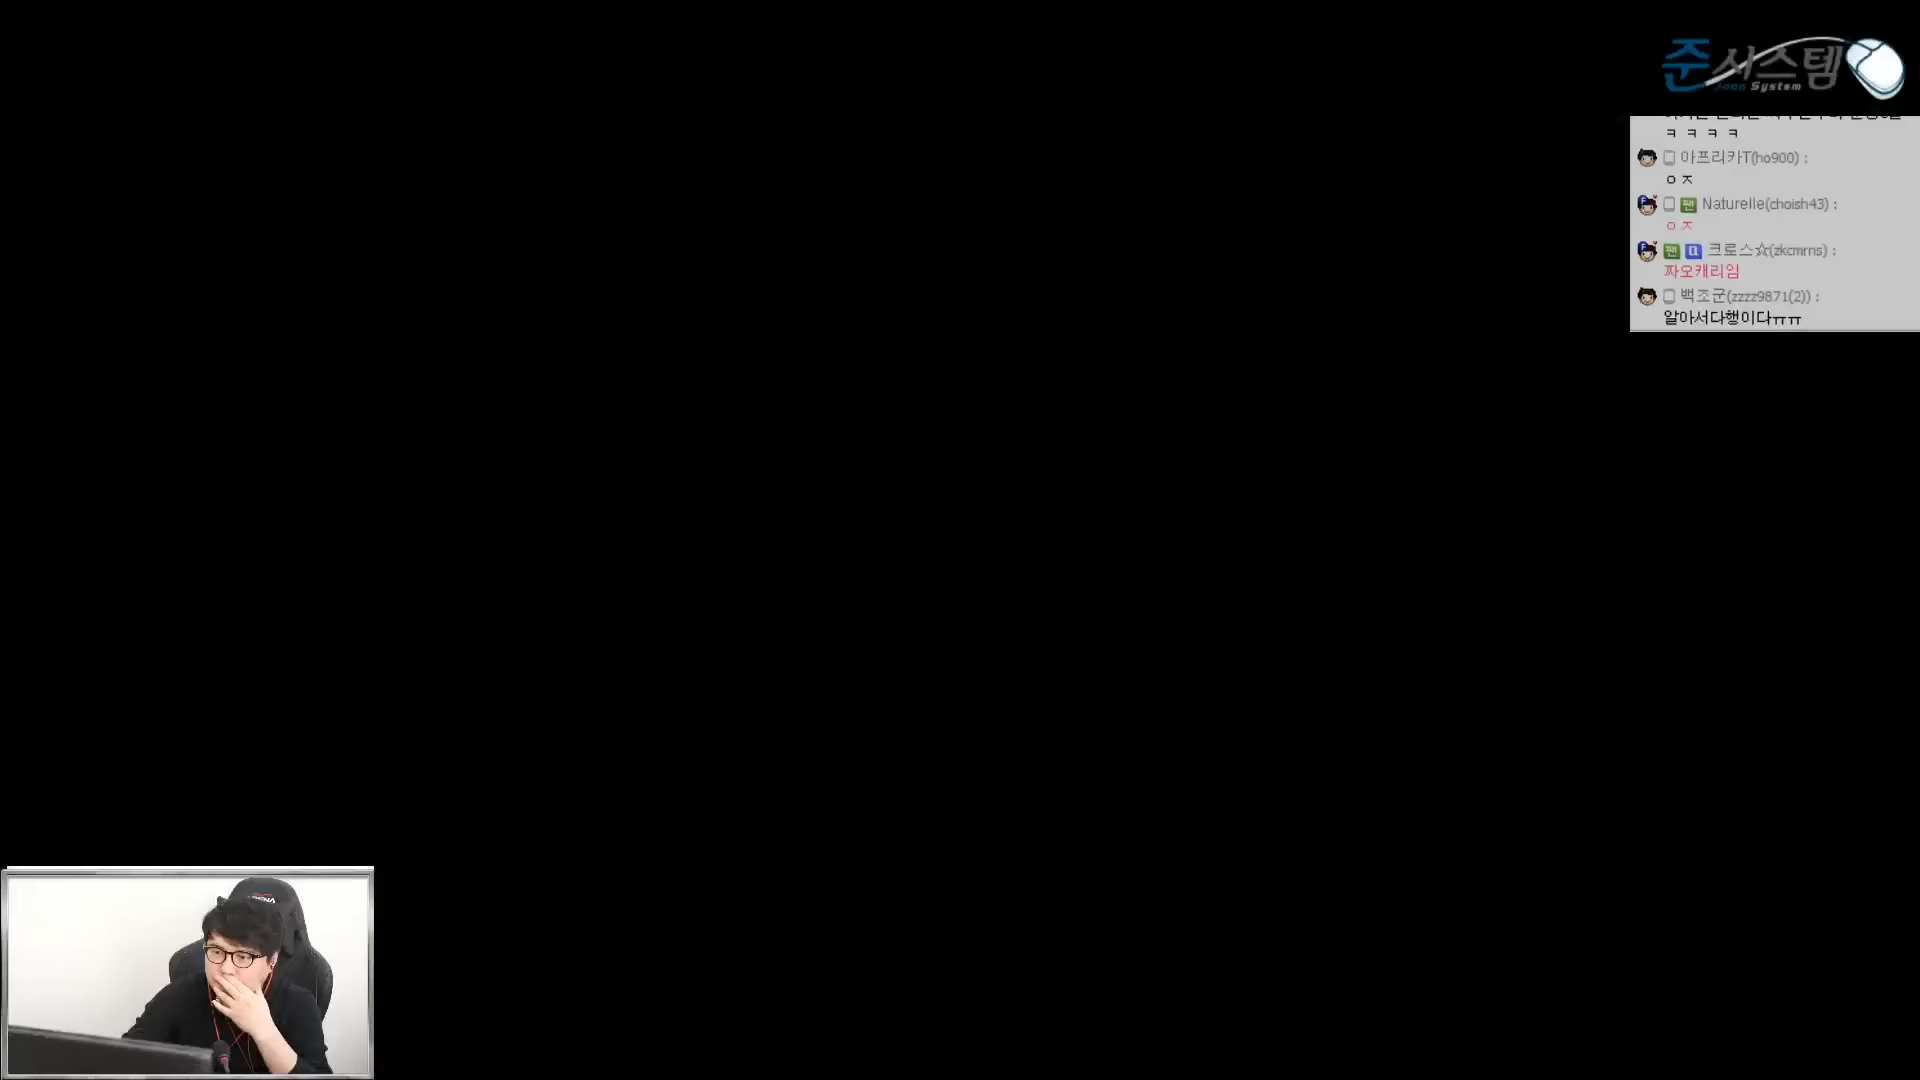 준시스템
Joon System
ㅋ ㅋ ㅋ ㅋ
아프리카T(ho900) :
ㅇㅈ
팬 Naturelle(choish43) :
ㅇㅈ
팬 크로스☆(zkcmrns) :
짜오캐리임
백조군(zzzz9871(2)) :
알아서다행이다ㅠㅠ